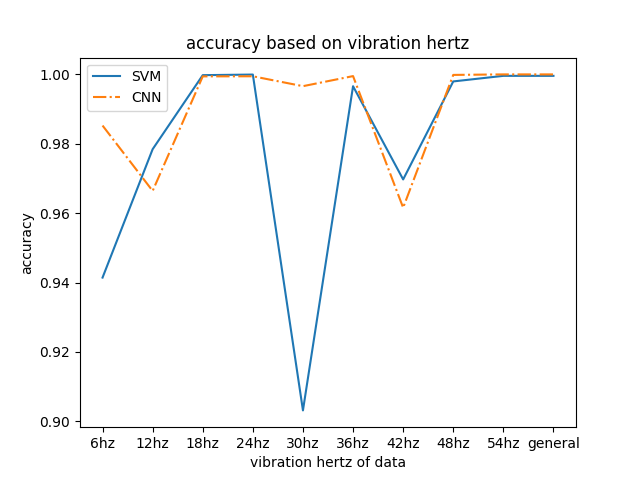 accuracy based on vibration hertz
SVM
CNN
1.00
0.98
0.96
0.94
0.92
0.90
accuracy
6hz 12hz 18hz 24hz 30hz 36hz 42hz 48hz 54hz general
vibration hertz of data